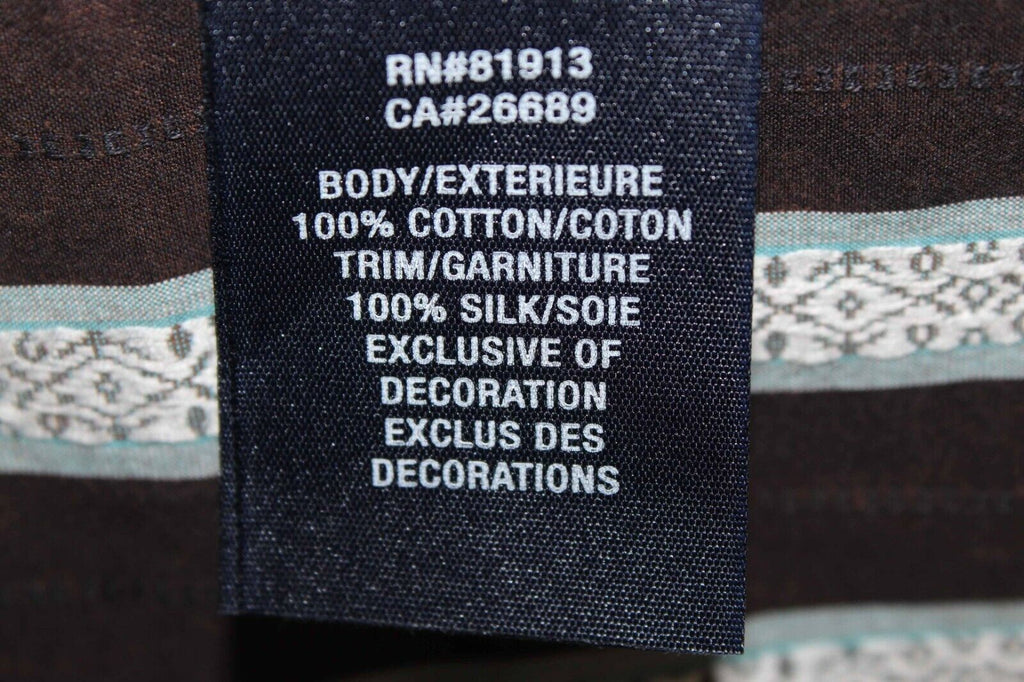 RN#81913
CA#26689
BODY/EXTERIEURE
100% COTTON/COTON
TRIM/GARNITURE
100% SILK/SOIE
EXCLUSIVE OF
DECORATION
EXCLUS DES
DECORATIONS